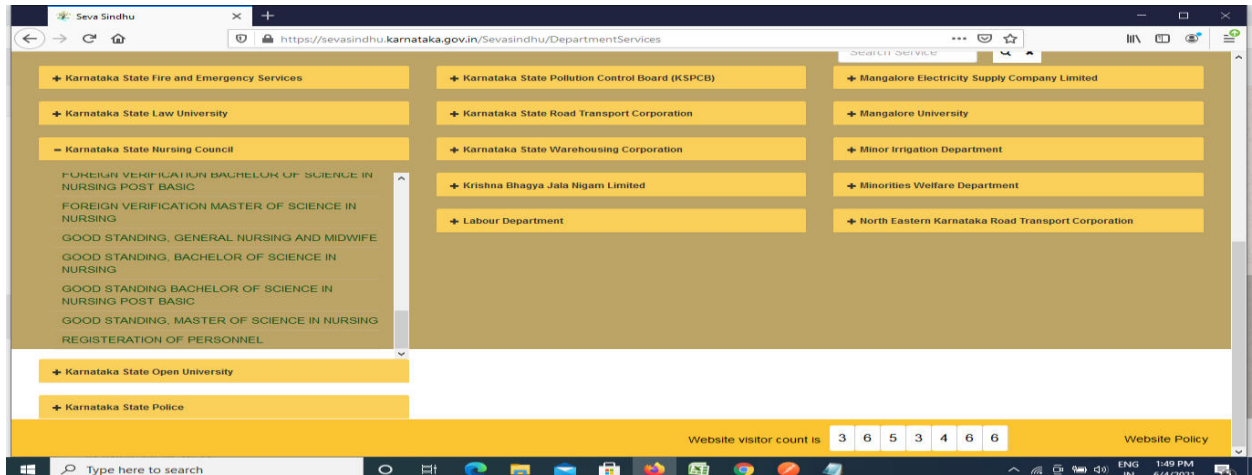 Seva Sindhu
https://sevasindhu.karnataka.gov.in/Sevasindhu/DepartmentServices
Search Service
+ Karnataka State Fire and Emergency Services
+ Karnataka State Law University
− Karnataka State Nursing Council
FOREIGN VERIFICATION BACHELOR OF SCIENCE IN
NURSING POST BASIC
FOREIGN VERIFICATION MASTER OF SCIENCE IN
NURSING
GOOD STANDING, GENERAL NURSING AND MIDWIFE
GOOD STANDING, BACHELOR OF SCIENCE IN
NURSING
GOOD STANDING BACHELOR OF SCIENCE IN
NURSING POST BASIC
GOOD STANDING, MASTER OF SCIENCE IN NURSING
REGISTERATION OF PERSONNEL
+ Karnataka State Open University
+ Karnataka State Police
+ Karnataka State Pollution Control Board (KSPCB)
+ Karnataka State Road Transport Corporation
+ Karnataka State Warehousing Corporation
+ Krishna Bhagya Jala Nigam Limited
+ Labour Department
+ Mangalore Electricity Supply Company Limited
+ Mangalore University
+ Minor Irrigation Department
+ Minorities Welfare Department
+ North Eastern Karnataka Road Transport Corporation
Website visitor count is 3 6 5 3 4 6 6
Website Policy
Type here to search
ENG
IN
1:49 PM
6/4/2021